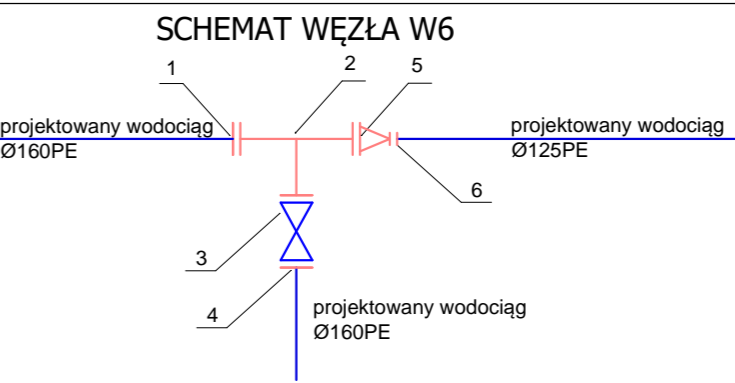 SCHEMAT WĘZŁA W6
1
2
5
projektowany wodociąg
Ø160PE
projektowany wodociąg
Ø125PE
6
3
4
projektowany wodociąg
Ø160PE